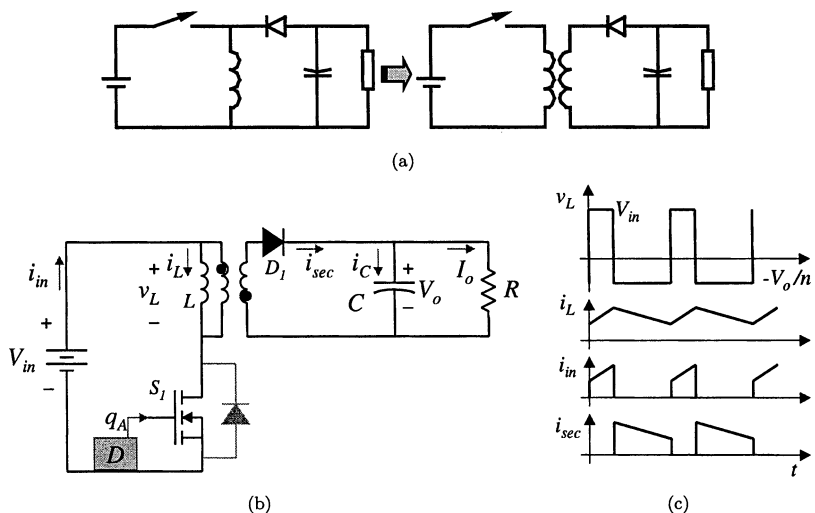 (a)
i_in
V_in
+
−
+
v_L
−
i_L
L
D_1
i_sec
i_C
C
+
V_o
−
I_o
R
S_1
q_A
D
(b)
v_L
V_in
-V_o/n
i_L
i_in
i_sec
t
(c)